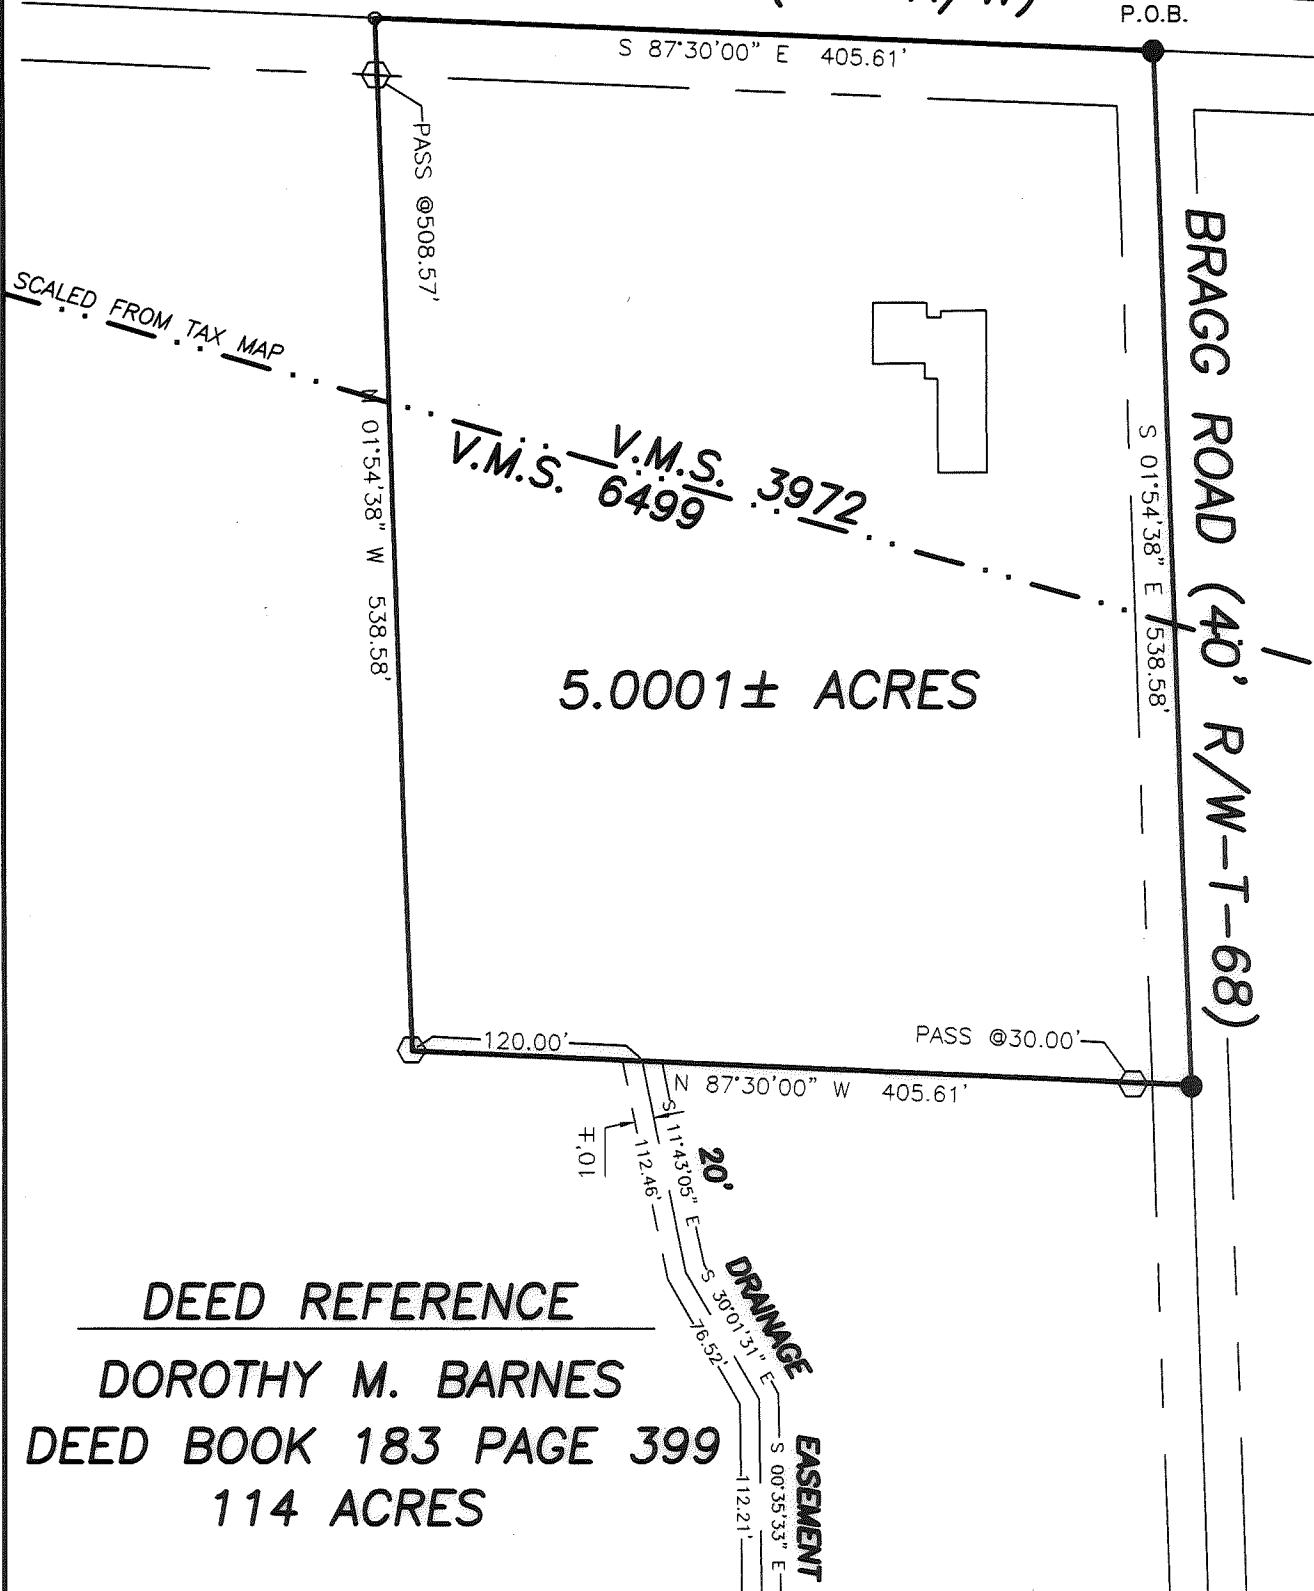 P.O.B.
S 87°30'00" E 405.61'
PASS @508.57'
BRAGG ROAD (40' R/W-T-68)
SCALED FROM TAX MAP
N 01°54'38" W 538.58'
V.M.S. 3972
V.M.S. 6499
S 01°54'38" E 538.58'
5.0001± ACRES
120.00'
PASS @30.00'
N 87°30'00" W 405.61'
10'±
S 11°43'05" E
112.46'
20' DRAINAGE EASEMENT
S 30°01'31" E
76.52'
S 00°35'33" E
112.21'
DEED REFERENCE
DOROTHY M. BARNES
DEED BOOK 183 PAGE 399
114 ACRES